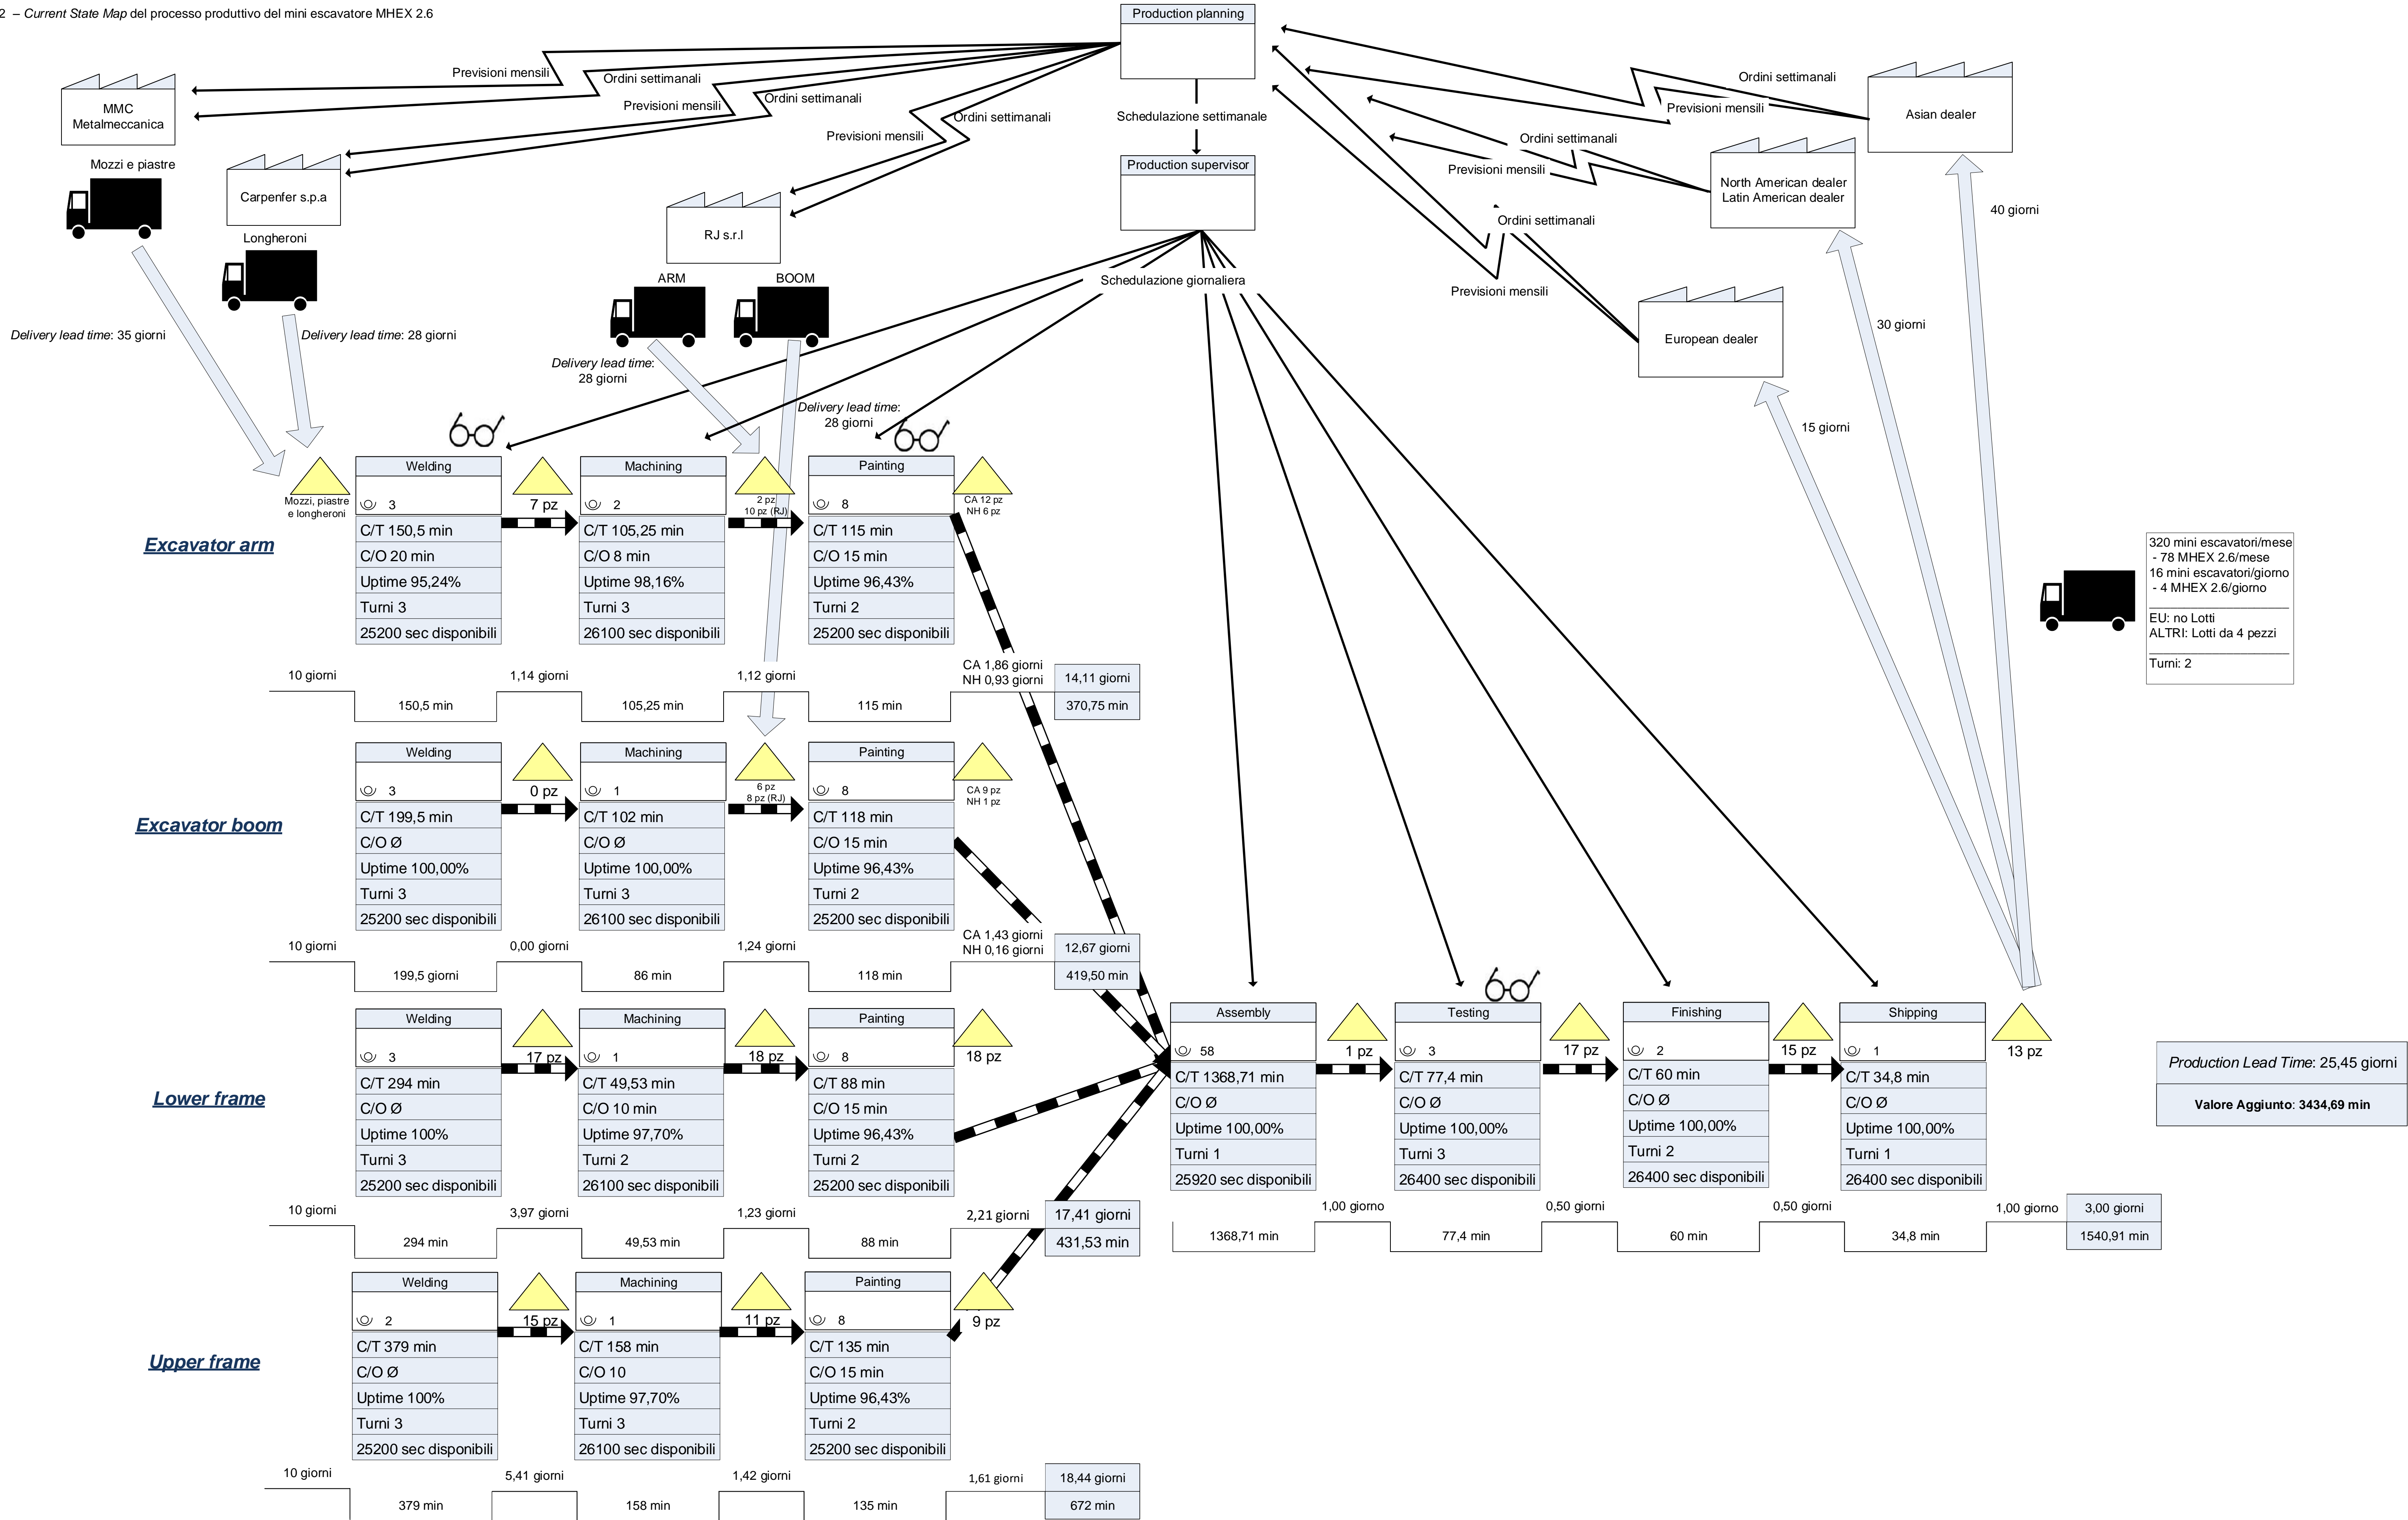 2 – Current State Map del processo produttivo del mini escavatore MHEX 2.6
Production planning
Previsioni mensili
Ordini settimanali
Previsioni mensili
Ordini settimanali
Previsioni mensili
Ordini settimanali
Schedulazione settimanale
Production supervisor
Schedulazione giornaliera
Ordini settimanali
Previsioni mensili
Ordini settimanali
Previsioni mensili
Ordini settimanali
Previsioni mensili
MMC
Metalmeccanica
Mozzi e piastre
Carpenfer s.p.a
Longheroni
RJ s.r.l
ARM
BOOM
Asian dealer
North American dealer
Latin American dealer
European dealer
40 giorni
30 giorni
15 giorni
Delivery lead time: 35 giorni
Delivery lead time: 28 giorni
Delivery lead time:
28 giorni
Delivery lead time:
28 giorni
Excavator arm
Mozzi, piastre
e longheroni
Welding
3
C/T 150,5 min
C/O 20 min
Uptime 95,24%
Turni 3
25200 sec disponibili
7 pz
Machining
2
C/T 105,25 min
C/O 8 min
Uptime 98,16%
Turni 3
26100 sec disponibili
2 pz
10 pz (RJ)
Painting
8
C/T 115 min
C/O 15 min
Uptime 96,43%
Turni 2
25200 sec disponibili
CA 12 pz
NH 6 pz
10 giorni
150,5 min
1,14 giorni
105,25 min
1,12 giorni
115 min
CA 1,86 giorni
NH 0,93 giorni
14,11 giorni
370,75 min
320 mini escavatori/mese
- 78 MHEX 2.6/mese
16 mini escavatori/giorno
- 4 MHEX 2.6/giorno
EU: no Lotti
ALTRI: Lotti da 4 pezzi
Turni: 2
Excavator boom
Welding
3
C/T 199,5 min
C/O Ø
Uptime 100,00%
Turni 3
25200 sec disponibili
0 pz
Machining
1
C/T 102 min
C/O Ø
Uptime 100,00%
Turni 3
26100 sec disponibili
6 pz
8 pz (RJ)
Painting
8
C/T 118 min
C/O 15 min
Uptime 96,43%
Turni 2
25200 sec disponibili
CA 9 pz
NH 1 pz
10 giorni
199,5 giorni
0,00 giorni
86 min
1,24 giorni
118 min
CA 1,43 giorni
NH 0,16 giorni
12,67 giorni
419,50 min
Lower frame
Welding
3
C/T 294 min
C/O Ø
Uptime 100%
Turni 3
25200 sec disponibili
17 pz
Machining
1
C/T 49,53 min
C/O 10 min
Uptime 97,70%
Turni 2
26100 sec disponibili
18 pz
Painting
8
C/T 88 min
C/O 15 min
Uptime 96,43%
Turni 2
25200 sec disponibili
18 pz
10 giorni
294 min
3,97 giorni
49,53 min
1,23 giorni
88 min
2,21 giorni
17,41 giorni
431,53 min
Assembly
58
C/T 1368,71 min
C/O Ø
Uptime 100,00%
Turni 1
25920 sec disponibili
1 pz
Testing
3
C/T 77,4 min
C/O Ø
Uptime 100,00%
Turni 3
26400 sec disponibili
17 pz
Finishing
2
C/T 60 min
C/O Ø
Uptime 100,00%
Turni 2
26400 sec disponibili
15 pz
Shipping
1
C/T 34,8 min
C/O Ø
Uptime 100,00%
Turni 1
26400 sec disponibili
13 pz
1368,71 min
1,00 giorno
77,4 min
0,50 giorni
60 min
0,50 giorni
34,8 min
1,00 giorno
3,00 giorni
1540,91 min
Production Lead Time: 25,45 giorni
Valore Aggiunto: 3434,69 min
Upper frame
Welding
2
C/T 379 min
C/O Ø
Uptime 100%
Turni 3
25200 sec disponibili
15 pz
Machining
1
C/T 158 min
C/O 10
Uptime 97,70%
Turni 3
26100 sec disponibili
11 pz
Painting
8
C/T 135 min
C/O 15 min
Uptime 96,43%
Turni 2
25200 sec disponibili
9 pz
10 giorni
379 min
5,41 giorni
158 min
1,42 giorni
135 min
1,61 giorni
18,44 giorni
672 min